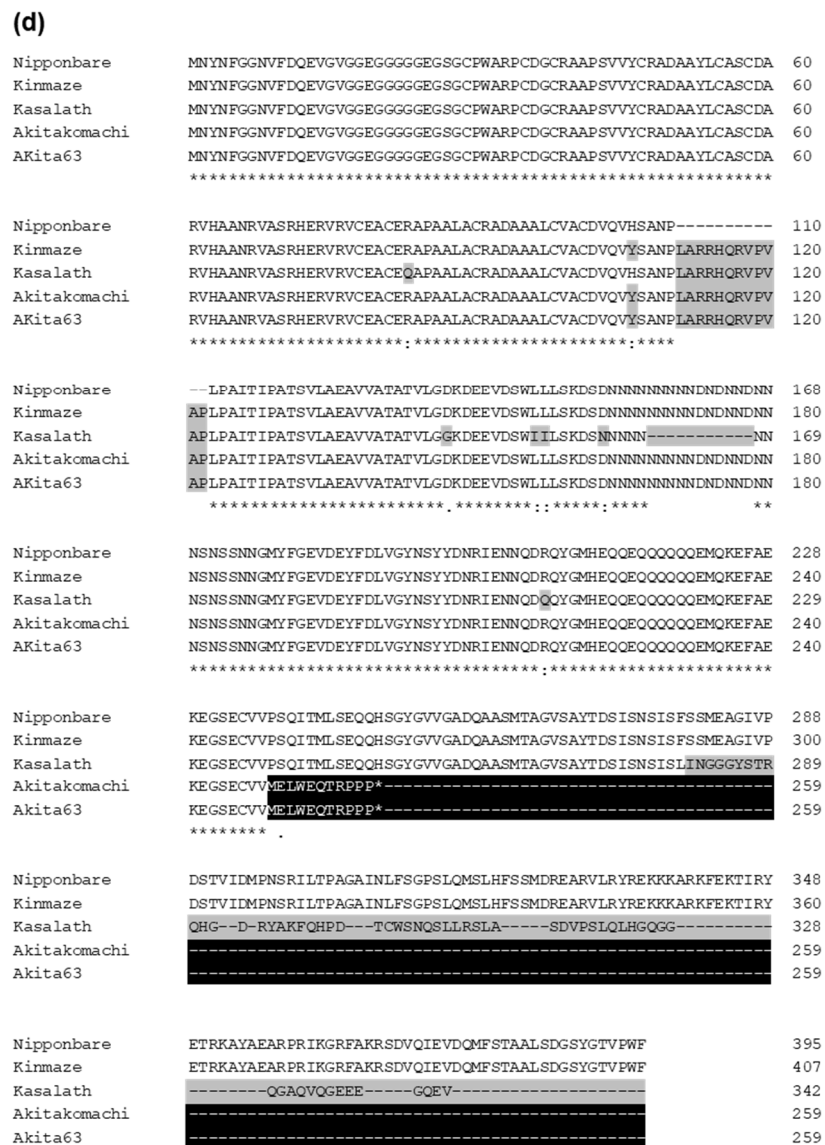 (d)
Nipponbare MNYNFGGNVFDQEVGVGGEGGGGGEGSGCPWARPCDGCRAAPSVVYCRADAAYLCASCDA 60
Kinmaze MNYNFGGNVFDQEVGVGGEGGGGGEGSGCPWARPCDGCRAAPSVVYCRADAAYLCASCDA 60
Kasalath MNYNFGGNVFDQEVGVGGEGGGGGEGSGCPWARPCDGCRAAPSVVYCRADAAYLCASCDA 60
Akitakomachi MNYNFGGNVFDQEVGVGGEGGGGGEGSGCPWARPCDGCRAAPSVVYCRADAAYLCASCDA 60
AKita63 MNYNFGGNVFDQEVGVGGEGGGGGEGSGCPWARPCDGCRAAPSVVYCRADAAYLCASCDA 60
************************************************************
Nipponbare RVHAANRVASRHERVRVCEACERAPAALACRADAAALCVACDVQVHSANP---------- 110
Kinmaze RVHAANRVASRHERVRVCEACERAPAALACRADAAALCVACDVQVYSANPLARRHQRVPV 120
Kasalath RVHAANRVASRHERVRVCEACEQAPAALACRADAAALCVACDVQVHSANPLARRHQRVPV 120
Akitakomachi RVHAANRVASRHERVRVCEACERAPAALACRADAAALCVACDVQVYSANPLARRHQRVPV 120
AKita63 RVHAANRVASRHERVRVCEACERAPAALACRADAAALCVACDVQVYSANPLARRHQRVPV 120
**********************:**********************:****
Nipponbare --LPAITIPATSVLAEAVVATATVLGDKDEEVDSWLLLSKDSDNNNNNNNNNDNDNNDNN 168
Kinmaze APLPAITIPATSVLAEAVVATATVLGDKDEEVDSWLLLSKDSDNNNNNNNNNDNDNNDNN 180
Kasalath APLPAITIPATSVLAEAVVATATVLGGKDEEVDSWIILSKDSNNNNN-----------NN 169
Akitakomachi APLPAITIPATSVLAEAVVATATVLGDKDEEVDSWLLLSKDSDNNNNNNNNNDNDNNDNN 180
AKita63 APLPAITIPATSVLAEAVVATATVLGDKDEEVDSWLLLSKDSDNNNNNNNNNDNDNNDNN 180
************************.********::*****:**** **
Nipponbare NSNSSNNGMYFGEVDEYFDLVGYNSYYDNRIENNQDRQYGMHEQQEQQQQQQEMQKEFAE 228
Kinmaze NSNSSNNGMYFGEVDEYFDLVGYNSYYDNRIENNQDRQYGMHEQQEQQQQQQEMQKEFAE 240
Kasalath NSNSSNNGMYFGEVDEYFDLVGYNSYYDNRIENNQDQQYGMHEQQEQQQQQQEMQKEFAE 229
Akitakomachi NSNSSNNGMYFGEVDEYFDLVGYNSYYDNRIENNQDRQYGMHEQQEQQQQQQEMQKEFAE 240
AKita63 NSNSSNNGMYFGEVDEYFDLVGYNSYYDNRIENNQDRQYGMHEQQEQQQQQQEMQKEFAE 240
************************************:***********************
Nipponbare KEGSECVVPSQITMLSEQQHSGYGVVGADQAASMTAGVSAYTDSISNSISFSSMEAGIVP 288
Kinmaze KEGSECVVPSQITMLSEQQHSGYGVVGADQAASMTAGVSAYTDSISNSISFSSMEAGIVP 300
Kasalath KEGSECVVPSQITMLSEQQHSGYGVVGADQAASMTAGVSAYTDSISNSISLINGGGYSTR 289
Akitakomachi KEGSECVVMELWEQTRPPP*---------------------------------------- 259
Akita63 KEGSECVVMELWEQTRPPP*---------------------------------------- 259
******** .
Nipponbare DSTVIDMPNSRILTPAGAINLFSGPSLQMSLHFSSMDREARVLRYREKKKARKFEKTIRY 348
Kinmaze DSTVIDMPNSRILTPAGAINLFSGPSLQMSLHFSSMDREARVLRYREKKKARKFEKTIRY 360
Kasalath QHG--D-RYAKFQHPD---TCWSNQSLLRSLA-----SDVPSLQLHGQGG---------- 328
Akitakomachi ------------------------------------------------------------ 259
Akita63 ------------------------------------------------------------ 259
Nipponbare ETRKAYAEARPRIKGRFAKRSDVQIEVDQMFSTAALSDGSYGTVPWF 395
Kinmaze ETRKAYAEARPRIKGRFAKRSDVQIEVDQMFSTAALSDGSYGTVPWF 407
Kasalath --------QGAQVQGEEE-----GQEV-------------------- 342
Akitakomachi ----------------------------------------------- 259
Akita63 ----------------------------------------------- 259